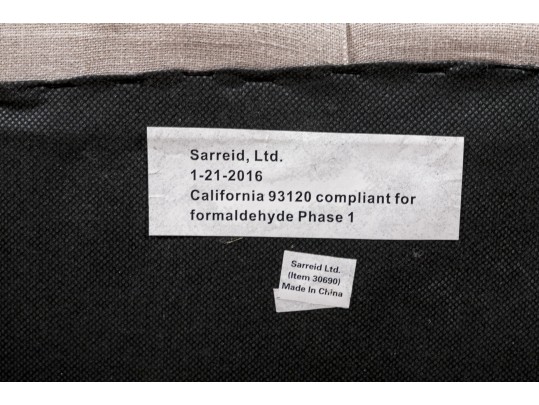 Sarreid, Ltd.
1-21-2016
California 93120 compliant for
formaldehyde Phase 1
Sarreid Ltd.
(Item 30690)
Made In China